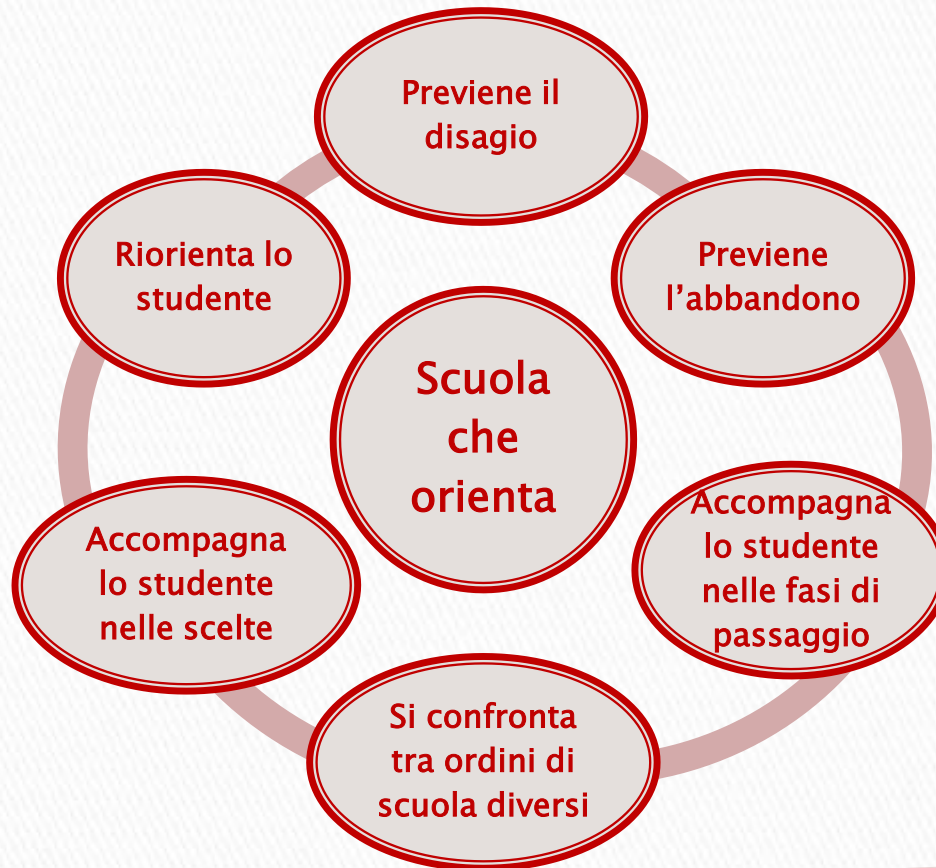 Previene il
disagio
Previene
l’abbandono
Accompagna
lo studente
nelle fasi di
passaggio
Si confronta
tra ordini di
scuola diversi
Accompagna
lo studente
nelle scelte
Riorienta lo
studente
Scuola
che
orienta